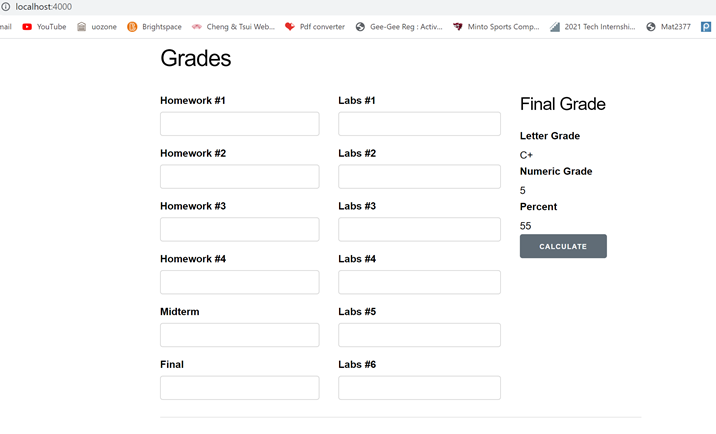 localhost:4000
mail YouTube uozone Brightspace Cheng & Tsui Web... Pdf converter Gee-Gee Reg : Activ... Minto Sports Comp... 2021 Tech Internshi... Mat2377
Grades
Homework #1 Labs #1
Homework #2 Labs #2
Homework #3 Labs #3
Homework #4 Labs #4
Midterm Labs #5
Final Labs #6
Final Grade
Letter Grade
C+
Numeric Grade
5
Percent
55
CALCULATE